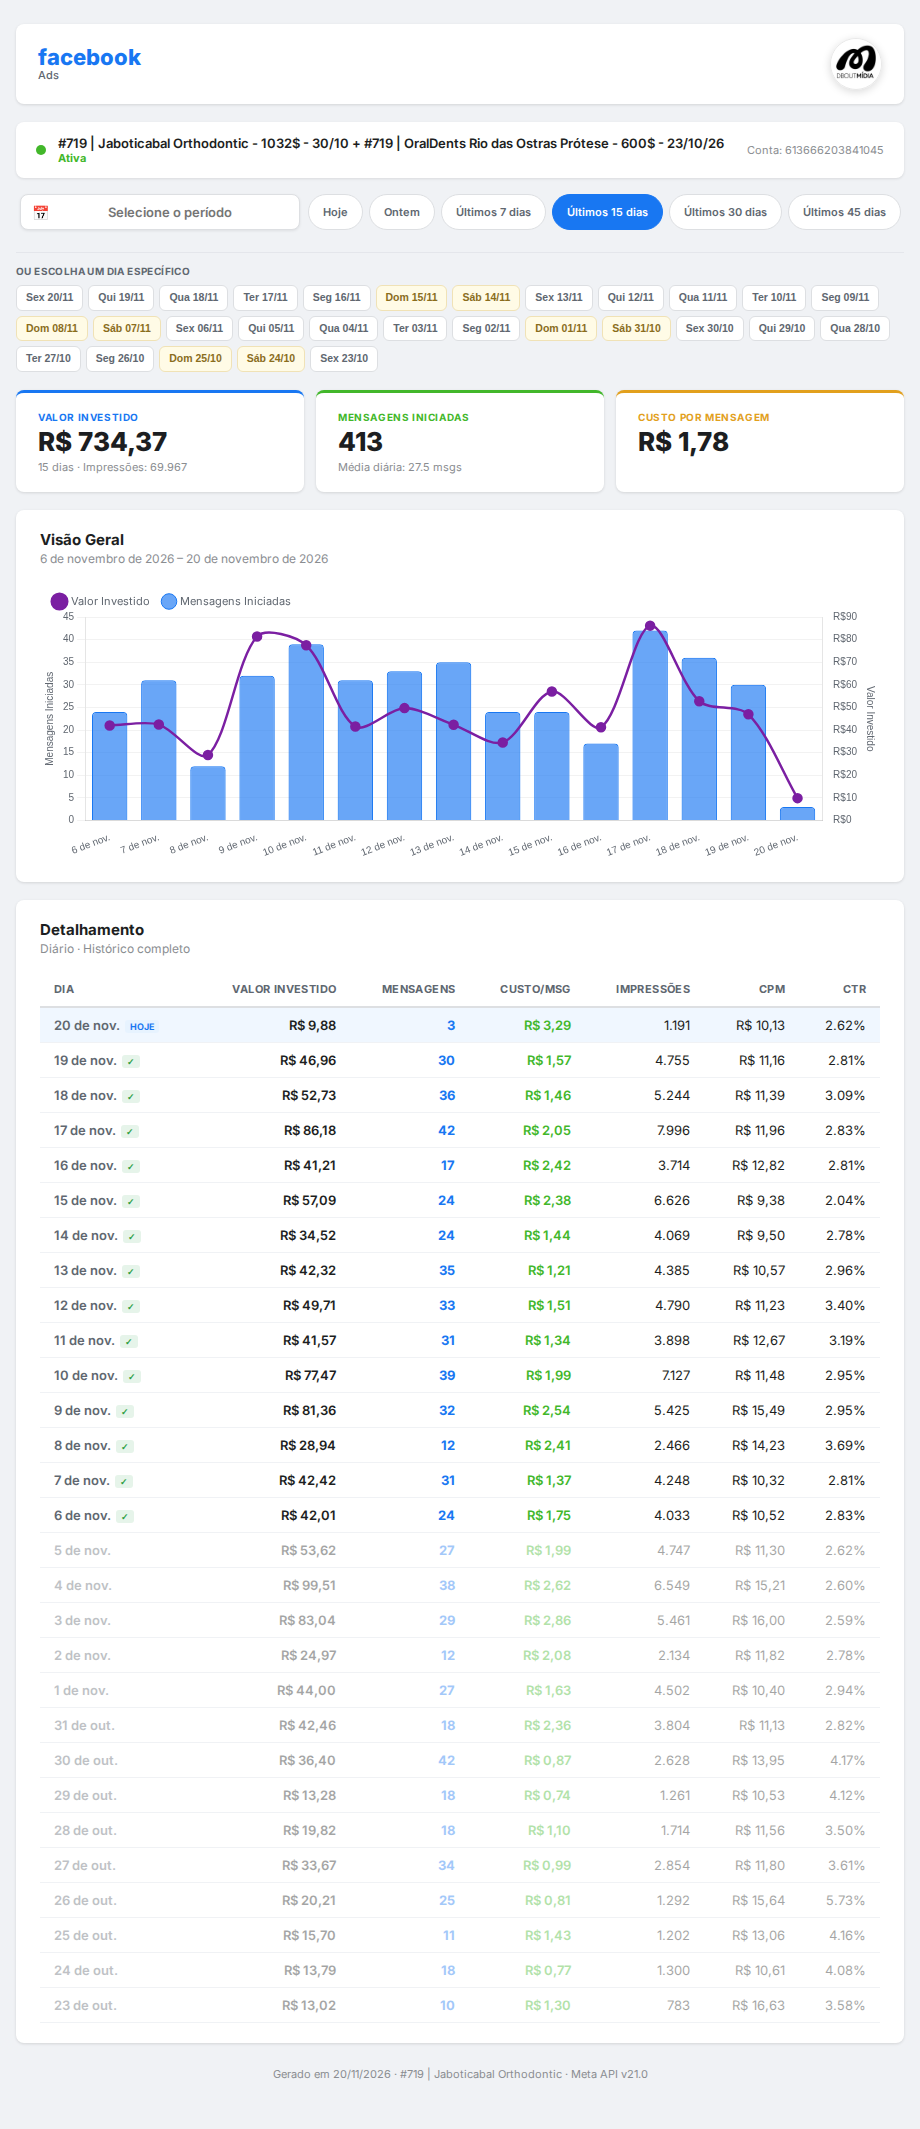 facebook
Ads
DBOUTMÍDIA
#719 | Jaboticabal Orthodontic - 1032$ - 30/10 + #719 | OralDents Rio das Ostras Prótese - 600$ - 23/10/26
Ativa
Conta: 613666203841045
Selecione o período
Hoje
Ontem
Últimos 7 dias
Últimos 15 dias
Últimos 30 dias
Últimos 45 dias
OU ESCOLHA UM DIA ESPECÍFICO
Sex 20/11 Qui 19/11 Qua 18/11 Ter 17/11 Seg 16/11 Dom 15/11 Sáb 14/11 Sex 13/11 Qui 12/11 Qua 11/11 Ter 10/11 Seg 09/11
Dom 08/11 Sáb 07/11 Sex 06/11 Qui 05/11 Qua 04/11 Ter 03/11 Seg 02/11 Dom 01/11 Sáb 31/10 Sex 30/10 Qui 29/10 Qua 28/10
Ter 27/10 Seg 26/10 Dom 25/10 Sáb 24/10 Sex 23/10
VALOR INVESTIDO
R$ 734,37
15 dias · Impressões: 69.967
MENSAGENS INICIADAS
413
Média diária: 27.5 msgs
CUSTO POR MENSAGEM
R$ 1,78
Visão Geral
6 de novembro de 2026 – 20 de novembro de 2026
Valor Investido Mensagens Iniciadas
Mensagens Iniciadas
45
40
35
30
25
20
15
10
5
0
R$90
R$80
R$70
R$60
R$50
R$40
R$30
R$20
R$10
R$0
Valor Investido
6 de nov. 7 de nov. 8 de nov. 9 de nov. 10 de nov. 11 de nov. 12 de nov. 13 de nov. 14 de nov. 15 de nov. 16 de nov. 17 de nov. 18 de nov. 19 de nov. 20 de nov.
Detalhamento
Diário · Histórico completo
DIA VALOR INVESTIDO MENSAGENS CUSTO/MSG IMPRESSÕES CPM CTR
20 de nov. HOJE R$ 9,88 3 R$ 3,29 1.191 R$ 10,13 2.62%
19 de nov. ✓ R$ 46,96 30 R$ 1,57 4.755 R$ 11,16 2.81%
18 de nov. ✓ R$ 52,73 36 R$ 1,46 5.244 R$ 11,39 3.09%
17 de nov. ✓ R$ 86,18 42 R$ 2,05 7.996 R$ 11,96 2.83%
16 de nov. ✓ R$ 41,21 17 R$ 2,42 3.714 R$ 12,82 2.81%
15 de nov. ✓ R$ 57,09 24 R$ 2,38 6.626 R$ 9,38 2.04%
14 de nov. ✓ R$ 34,52 24 R$ 1,44 4.069 R$ 9,50 2.78%
13 de nov. ✓ R$ 42,32 35 R$ 1,21 4.385 R$ 10,57 2.96%
12 de nov. ✓ R$ 49,71 33 R$ 1,51 4.790 R$ 11,23 3.40%
11 de nov. ✓ R$ 41,57 31 R$ 1,34 3.898 R$ 12,67 3.19%
10 de nov. ✓ R$ 77,47 39 R$ 1,99 7.127 R$ 11,48 2.95%
9 de nov. ✓ R$ 81,36 32 R$ 2,54 5.425 R$ 15,49 2.95%
8 de nov. ✓ R$ 28,94 12 R$ 2,41 2.466 R$ 14,23 3.69%
7 de nov. ✓ R$ 42,42 31 R$ 1,37 4.248 R$ 10,32 2.81%
6 de nov. ✓ R$ 42,01 24 R$ 1,75 4.033 R$ 10,52 2.83%
5 de nov. R$ 53,62 27 R$ 1,99 4.747 R$ 11,30 2.62%
4 de nov. R$ 99,51 38 R$ 2,62 6.549 R$ 15,21 2.60%
3 de nov. R$ 83,04 29 R$ 2,86 5.461 R$ 16,00 2.59%
2 de nov. R$ 24,97 12 R$ 2,08 2.134 R$ 11,82 2.78%
1 de nov. R$ 44,00 27 R$ 1,63 4.502 R$ 10,40 2.94%
31 de out. R$ 42,46 18 R$ 2,36 3.804 R$ 11,13 2.82%
30 de out. R$ 36,40 42 R$ 0,87 2.628 R$ 13,95 4.17%
29 de out. R$ 13,28 18 R$ 0,74 1.261 R$ 10,53 4.12%
28 de out. R$ 19,82 18 R$ 1,10 1.714 R$ 11,56 3.50%
27 de out. R$ 33,67 34 R$ 0,99 2.854 R$ 11,80 3.61%
26 de out. R$ 20,21 25 R$ 0,81 1.292 R$ 15,64 5.73%
25 de out. R$ 15,70 11 R$ 1,43 1.202 R$ 13,06 4.16%
24 de out. R$ 13,79 18 R$ 0,77 1.300 R$ 10,61 4.08%
23 de out. R$ 13,02 10 R$ 1,30 783 R$ 16,63 3.58%
Gerado em 20/11/2026 · #719 | Jaboticabal Orthodontic · Meta API v21.0